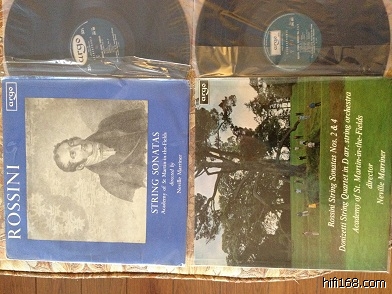 argo
argo
argo
ROSSINI
STRING SONATAS
Academy of St. Martin-in-the-Fields
directed by
Neville Marriner
argo
Rossini String Sonatas Nos. 2 & 4
Donizetti String Quartet in D arr. string orchestra
Academy of St. Martin-in-the-Fields
director
Neville Marriner
hifi168.com